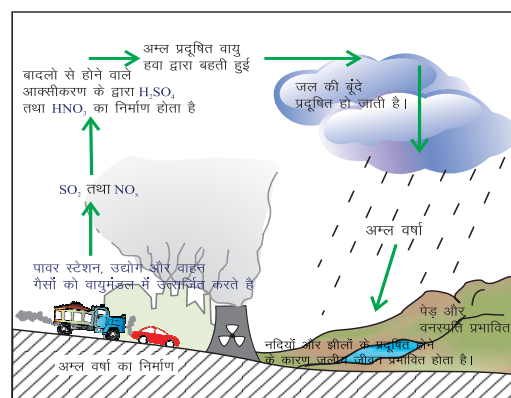 अम्ल प्रदूषित वायु
हवा द्वारा बहती हुई
बादलो से होने वाले
आक्सीकरण के द्वारा H₂SO₄
तथा HNO₃ का निर्माण होता है
जल की बूंदे
प्रदूषित हो जाती है।
SO₂ तथा NOₓ
अम्ल वर्षा
पावर स्टेशन, उद्योग और वाहन
गैसों को वायुमंडल में उत्सर्जित करते है
पेड़ और
वनस्पति प्रभावित
नदियों और झीलों के प्रदूषित होने
के कारण जलीय जीवन प्रभावित होता है।
अम्ल वर्षा का निर्माण